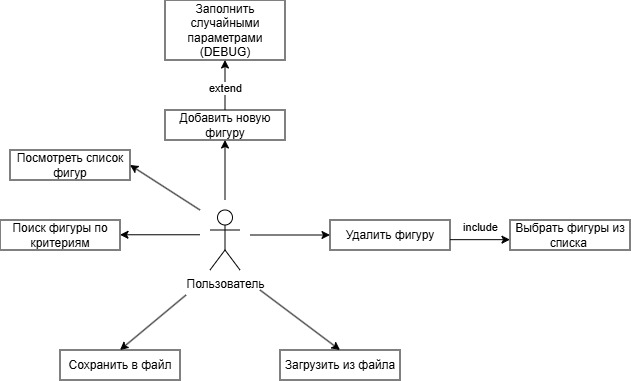 Заполнить
случайными
параметрами
(DEBUG)
extend
Добавить новую
фигуру
Посмотреть список
фигур
Поиск фигуры по
критериям
Удалить фигуру
include
Выбрать фигуры из
списка
Пользователь
Сохранить в файл
Загрузить из файла